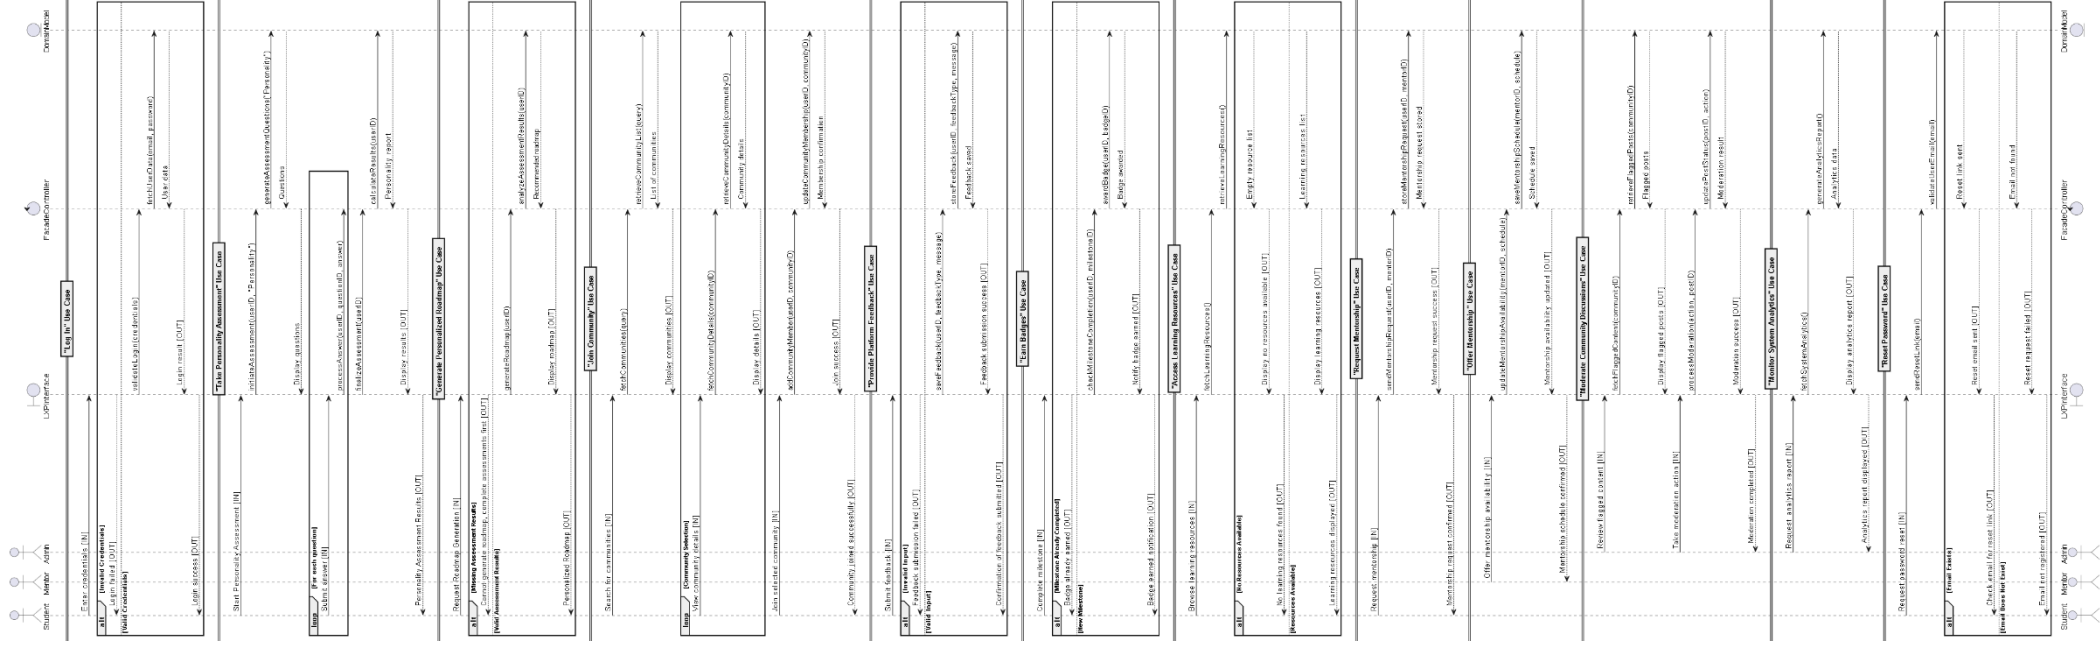 Student
Mentor
Admin
LXPInterface
FacadeController
DomainModel
"Log In" Use Case
Enter credentials [IN]
alt
[Invalid Credentials]
Login failed [OUT]
[Valid Credentials]
validateLogin(credentials)
fetchUserData(email, password)
User data
Login result [OUT]
Login success [OUT]
"Take Personality Assessment" Use Case
Start Personality Assessment [IN]
initiateAssessment(userID, "Personality")
generateAssessmentQuestions("Personality")
Questions
Display questions
loop
[For each question]
Submit answer [IN]
processAnswer(userID, questionID, answer)
finalizeAssessment(userID)
calculateResults(userID)
Personality report
Display results [OUT]
Personality Assessment Results [OUT]
"Generate Personalized Roadmap" Use Case
Request Roadmap Generation [IN]
alt
[Missing Assessment Results]
Cannot generate roadmap, complete assessments first [OUT]
[Valid Assessment Results]
generateRoadmap(userID)
analyzeAssessmentResults(userID)
Recommended roadmap
Display roadmap [OUT]
Personalized Roadmap [OUT]
"Join Community" Use Case
Search for communities [IN]
fetchCommunities(query)
retrieveCommunityList(query)
List of communities
Display communities [OUT]
loop
[Community Selection]
View community details [IN]
fetchCommunityDetails(communityID)
retrieveCommunityDetails(communityID)
Community details
Display details [OUT]
Join selected community [IN]
addCommunityMember(userID, communityID)
updateCommunityMembership(userID, communityID)
Membership confirmation
Join success [OUT]
Community joined successfully [OUT]
"Provide Platform Feedback" Use Case
Submit feedback [IN]
alt
[Invalid Input]
Feedback submission failed [OUT]
[Valid Input]
saveFeedback(userID, feedbackType, message)
storeFeedback(userID, feedbackType, message)
Feedback saved
Feedback submission success [OUT]
Confirmation of feedback submitted [OUT]
"Earn Badges" Use Case
Complete milestone [IN]
alt
[Milestone Already Completed]
Badge already earned [OUT]
[New Milestone]
checkMilestoneCompletion(userID, milestoneID)
awardBadge(userID, badgeID)
Badge awarded
Notify badge earned [OUT]
Badge earned notification [OUT]
"Access Learning Resources" Use Case
Browse learning resources [IN]
fetchLearningResources()
retrieveLearningResources()
alt
[No Resources Available]
Empty resource list
Display no resources available [OUT]
No learning resources found [OUT]
[Resources Available]
Learning resources list
Display learning resources [OUT]
Learning resources displayed [OUT]
"Request Mentorship" Use Case
Request mentorship [IN]
sendMentorshipRequest(userID, mentorID)
storeMentorshipRequest(userID, mentorID)
Mentorship request stored
Mentorship request success [OUT]
Mentorship request confirmed [OUT]
"Offer Mentorship" Use Case
Offer mentorship availability [IN]
updateMentorshipAvailability(mentorID, schedule)
saveMentorshipSchedule(mentorID, schedule)
Schedule saved
Mentorship availability updated [OUT]
Mentorship schedule confirmed [OUT]
"Moderate Community Discussions" Use Case
Review flagged content [IN]
fetchFlaggedContent(communityID)
retrieveFlaggedPosts(communityID)
Flagged posts
Display flagged posts [OUT]
Take moderation action [IN]
processModeration(action, postID)
updatePostStatus(postID, action)
Moderation result
Moderation success [OUT]
Moderation completed [OUT]
"Monitor System Analytics" Use Case
Request analytics report [IN]
fetchSystemAnalytics()
generateAnalyticsReport()
Analytics data
Display analytics report [OUT]
Analytics report displayed [OUT]
"Reset Password" Use Case
Request password reset [IN]
sendResetLink(email)
validateUserEmail(email)
alt
[Email Exists]
Reset link sent
Reset email sent [OUT]
Check email for reset link [OUT]
[Email Does Not Exist]
Email not found
Reset request failed [OUT]
Email not registered [OUT]
Student
Mentor
Admin
LXPInterface
FacadeController
DomainModel